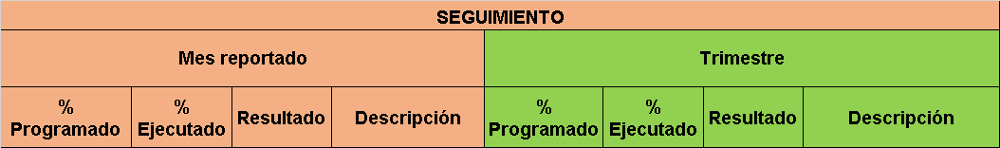 SEGUIMIENTO
Mes reportado
Trimestre
%
Programado
%
Ejecutado
Resultado
Descripción
%
Programado
%
Ejecutado
Resultado
Descripción